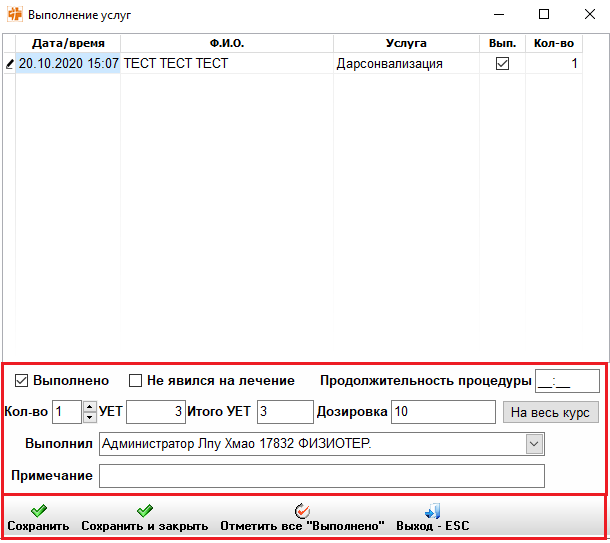 Выполнение услуг
Дата/время Ф.И.О. Услуга Вып. Кол-во
20.10.2020 15:07 ТЕСТ ТЕСТ ТЕСТ Дарсонвализация 1
Выполнено Не явился на лечение Продолжительность процедуры __:__
Кол-во 1 УЕТ 3 Итого УЕТ 3 Дозировка 10 На весь курс
Выполнил Администратор Лпу Хмао 17832 ФИЗИОТЕР.
Примечание
Сохранить Сохранить и закрыть Отметить все "Выполнено" Выход - ESC